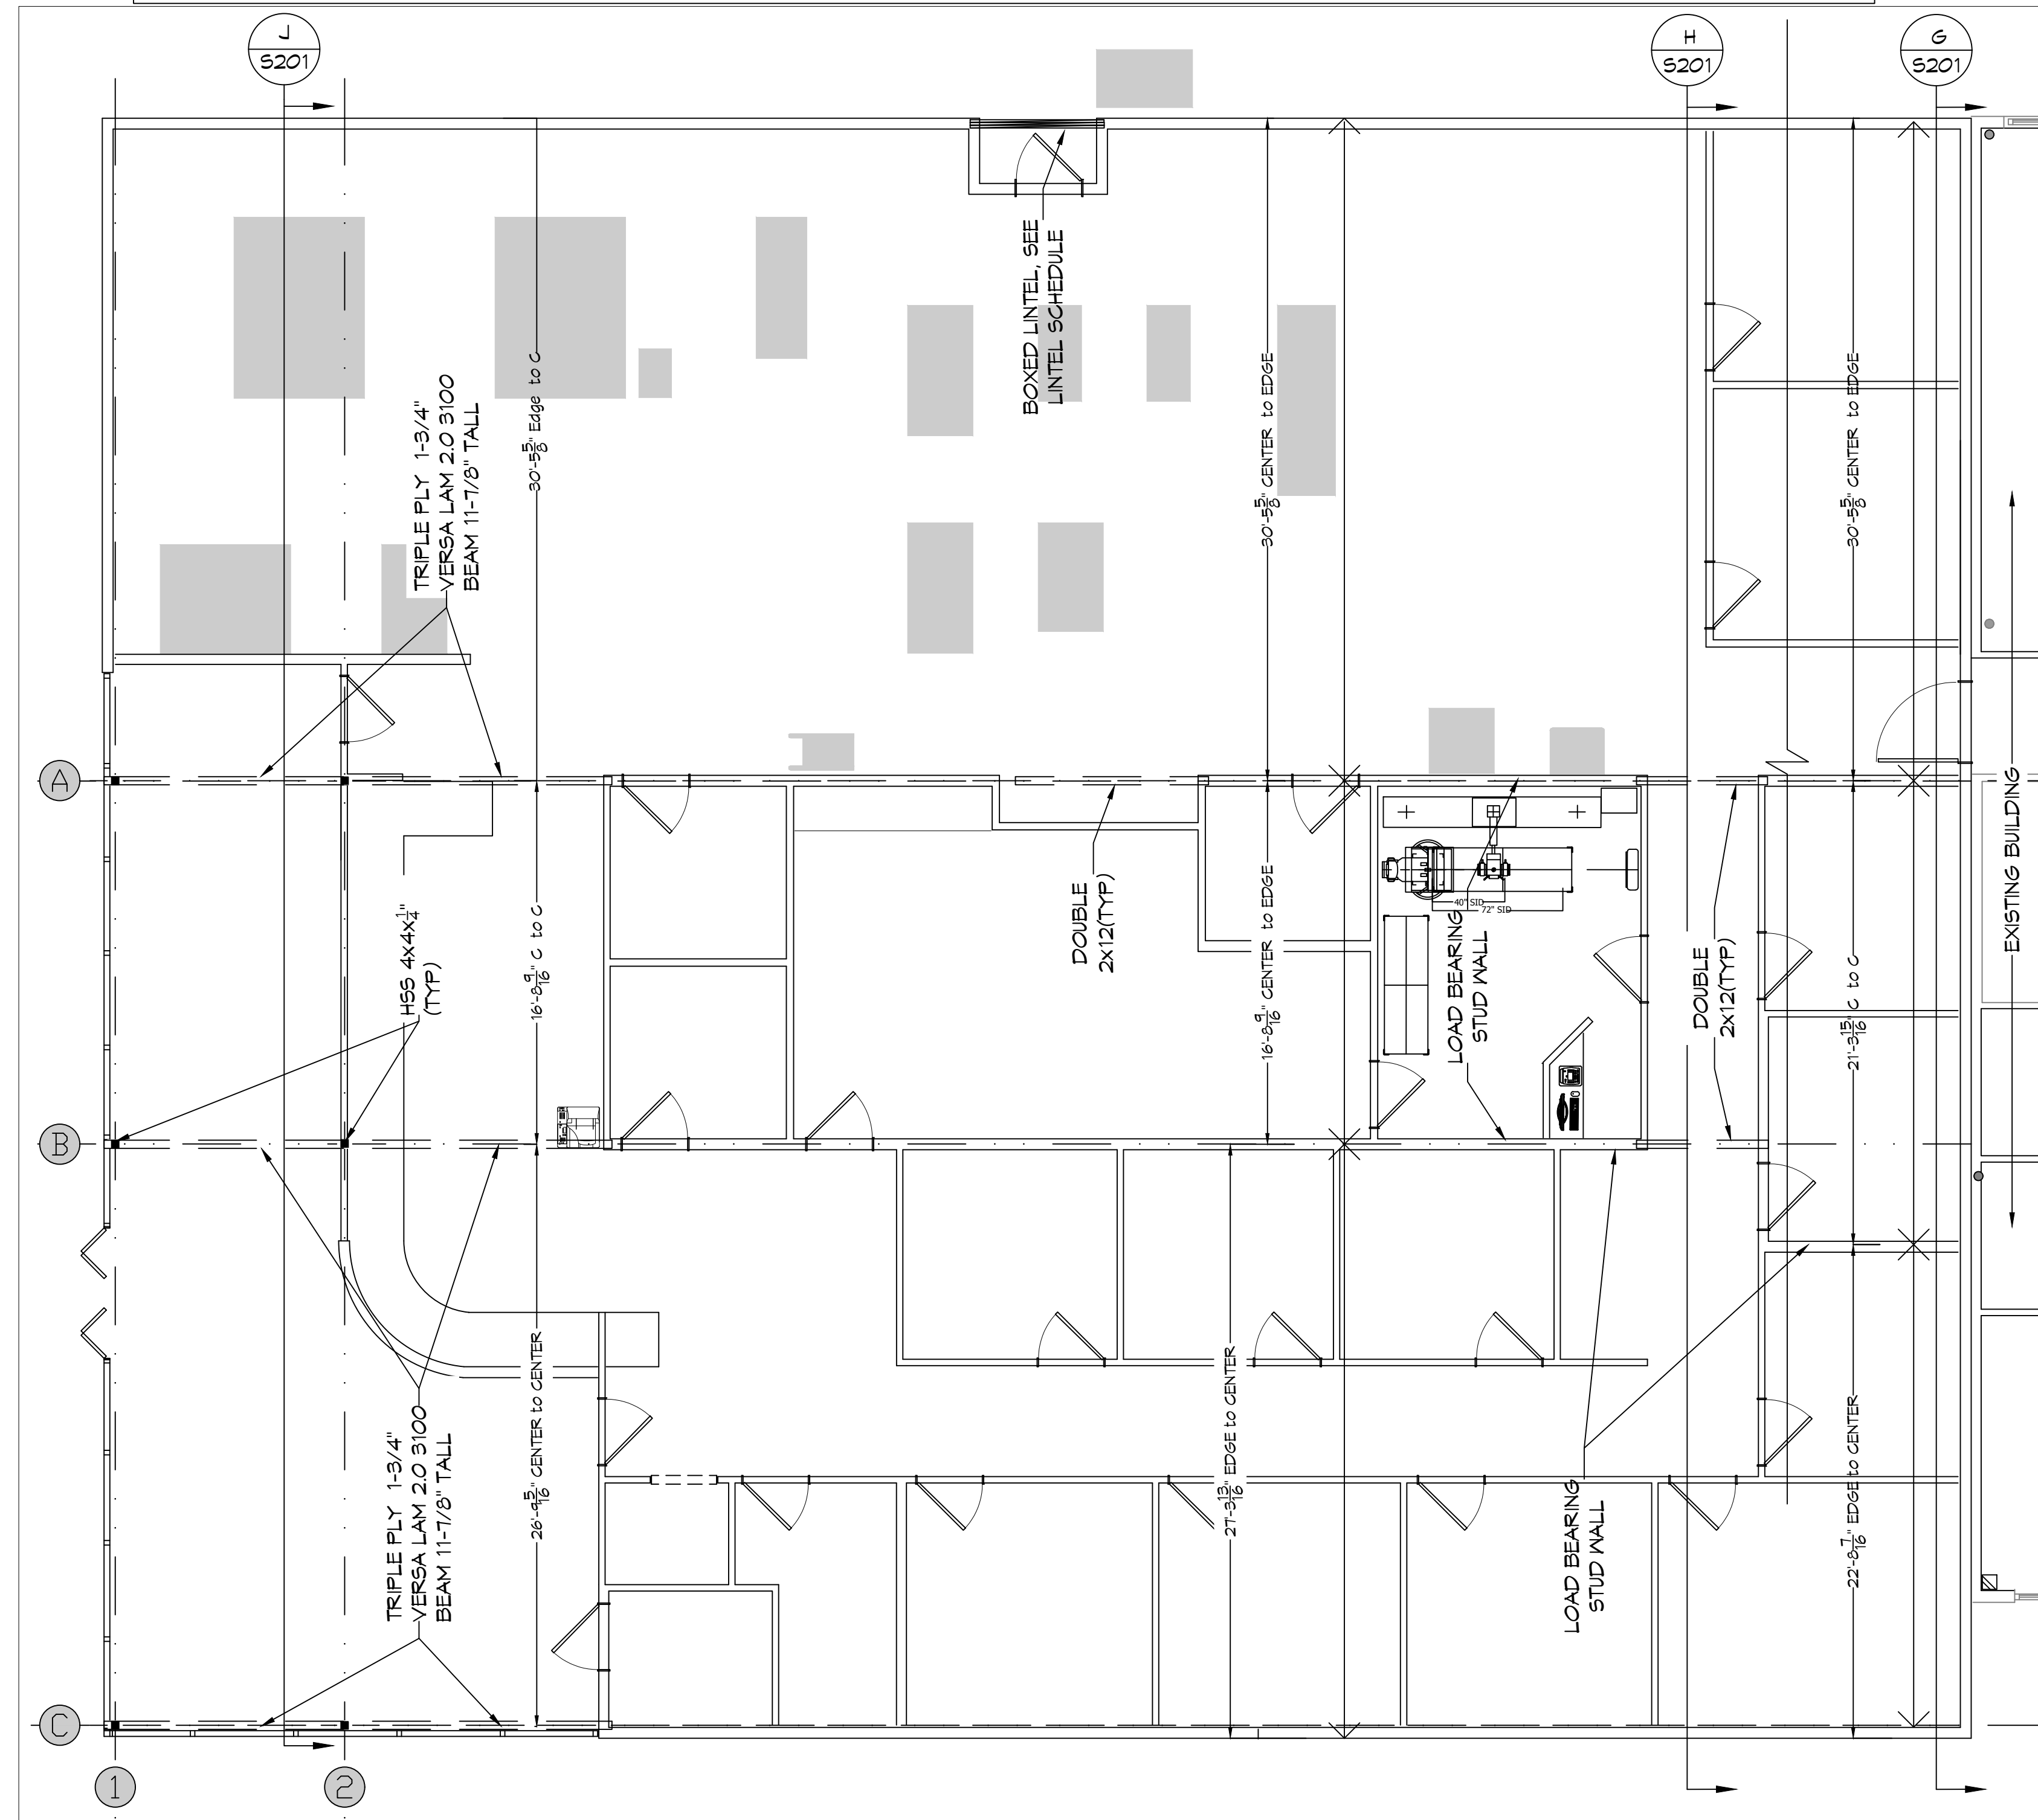 J
S201
H
S201
G
S201
BOXED LINTEL, SEE
LINTEL SCHEDULE
TRIPLE PLY 1-3/4"
VERSA LAM 2.0 3100
BEAM 11-7/8" TALL
30'-5 5/8" Edge to C
30'-5 5/8" CENTER to EDGE
30'-5 5/8" CENTER to EDGE
A
HSS 4x4x1/4"
(TYP)
16'-8 9/16" C to C
DOUBLE
2x12(TYP)
16'-8 9/16" CENTER to EDGE
40" SID
72" SID
LOAD BEARING
STUD WALL
DOUBLE
2x12(TYP)
21'-3 15/16" C to C
EXISTING BUILDING
B
TRIPLE PLY 1-3/4"
VERSA LAM 2.0 3100
BEAM 11-7/8" TALL
26'-9 5/16" CENTER to CENTER
27'-3 13/16" EDGE to CENTER
LOAD BEARING
STUD WALL
22'-8 7/16" EDGE to CENTER
C
1
2